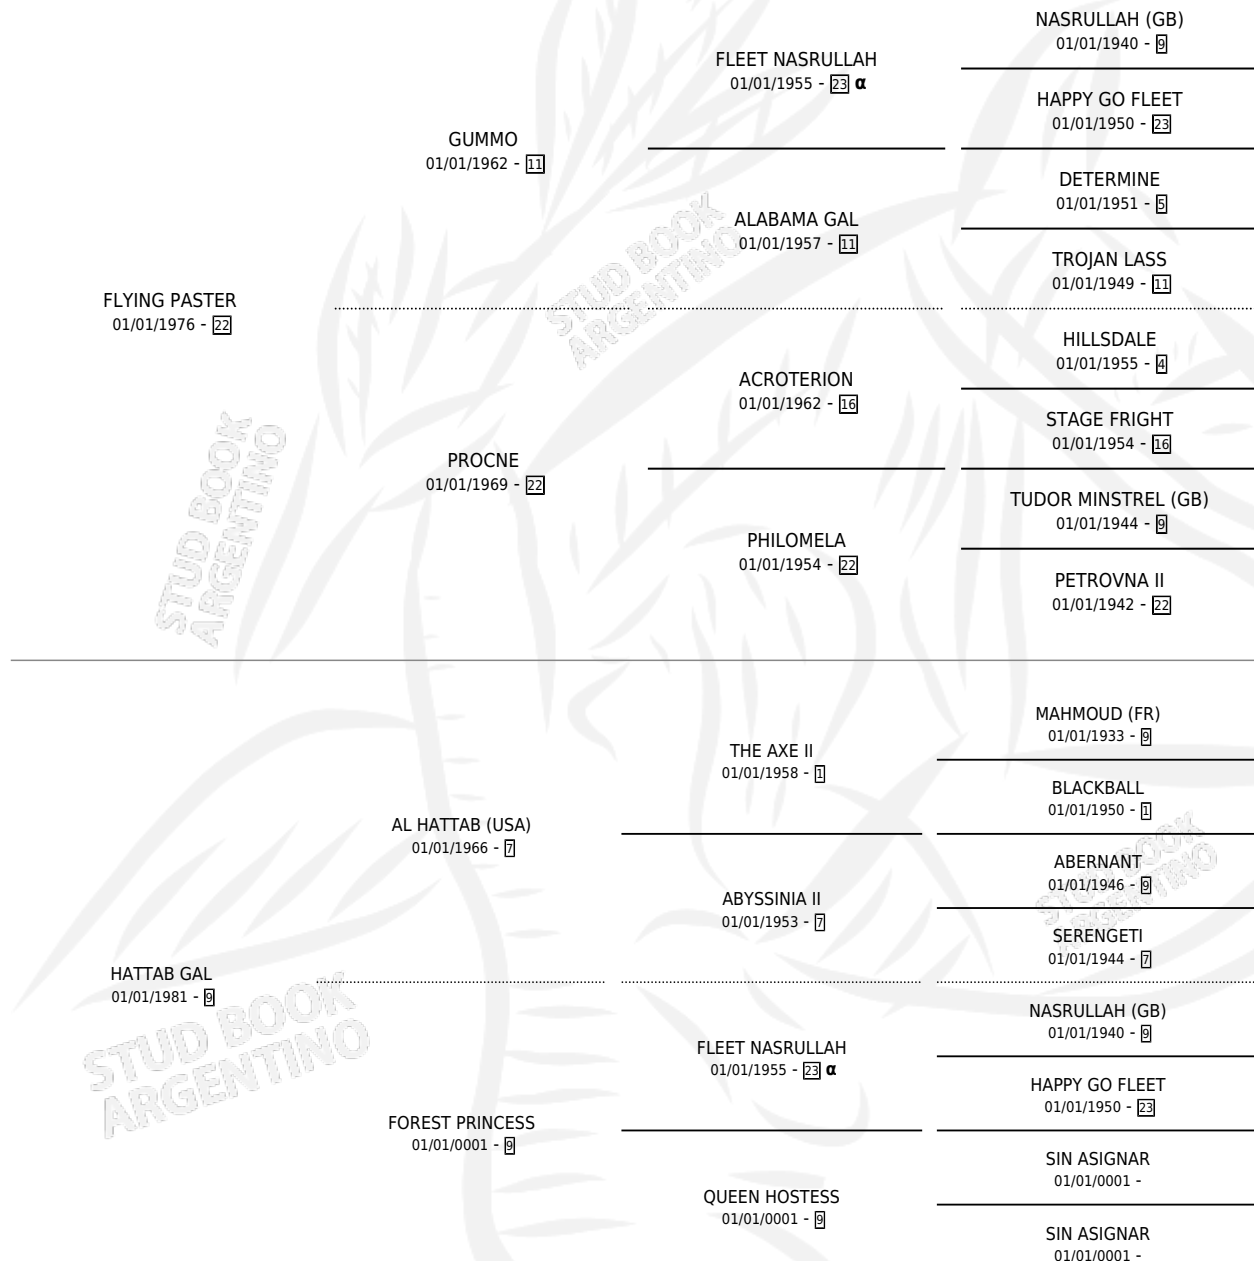 NASRULLAH (GB)
01/01/1940 - 9
FLEET NASRULLAH
01/01/1955 - 23 α
HAPPY GO FLEET
01/01/1950 - 23
GUMMO
01/01/1962 - 11
DETERMINE
01/01/1951 - 5
ALABAMA GAL
01/01/1957 - 11
TROJAN LASS
01/01/1949 - 11
FLYING PASTER
01/01/1976 - 22
HILLSDALE
01/01/1955 - 4
ACROTERION
01/01/1962 - 16
STAGE FRIGHT
01/01/1954 - 16
PROCNE
01/01/1969 - 22
TUDOR MINSTREL (GB)
01/01/1944 - 9
PHILOMELA
01/01/1954 - 22
PETROVNA II
01/01/1942 - 22
MAHMOUD (FR)
01/01/1933 - 9
THE AXE II
01/01/1958 - 1
BLACKBALL
01/01/1950 - 1
AL HATTAB (USA)
01/01/1966 - 7
ABERNANT
01/01/1946 - 9
ABYSSINIA II
01/01/1953 - 7
SERENGETI
01/01/1944 - 7
HATTAB GAL
01/01/1981 - 9
NASRULLAH (GB)
01/01/1940 - 9
FLEET NASRULLAH
01/01/1955 - 23 α
HAPPY GO FLEET
01/01/1950 - 23
FOREST PRINCESS
01/01/0001 - 9
SIN ASIGNAR
01/01/0001 -
QUEEN HOSTESS
01/01/0001 - 9
SIN ASIGNAR
01/01/0001 -
STUD BOOK
ARGENTINO
STUD BOOK
ARGENTINO
STUD BOOK
ARGENTINO
STUD BOOK
ARGENTINO